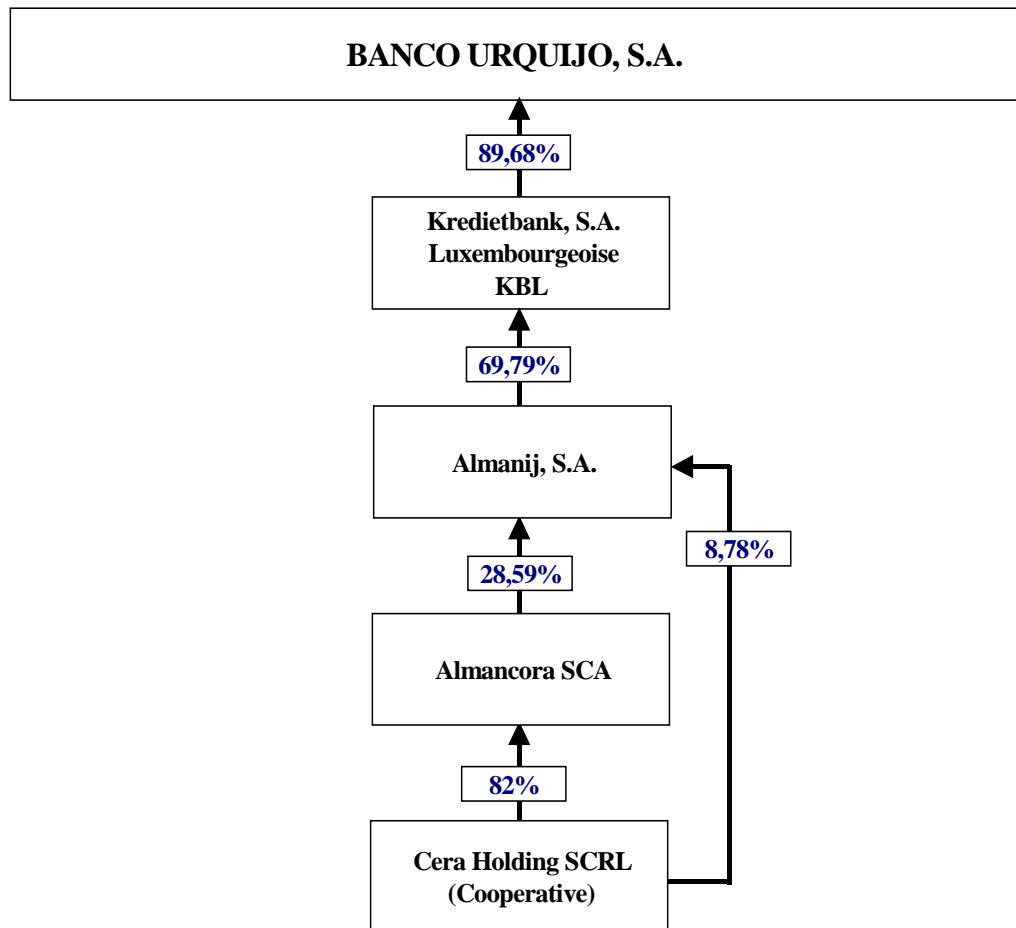 BANCO URQUIJO, S.A.
89,68%
Kredietbank, S.A.
Luxembourgeoise
KBL
69,79%
Almanij, S.A.
8,78%
28,59%
Almancora SCA
82%
Cera Holding SCRL
(Cooperative)